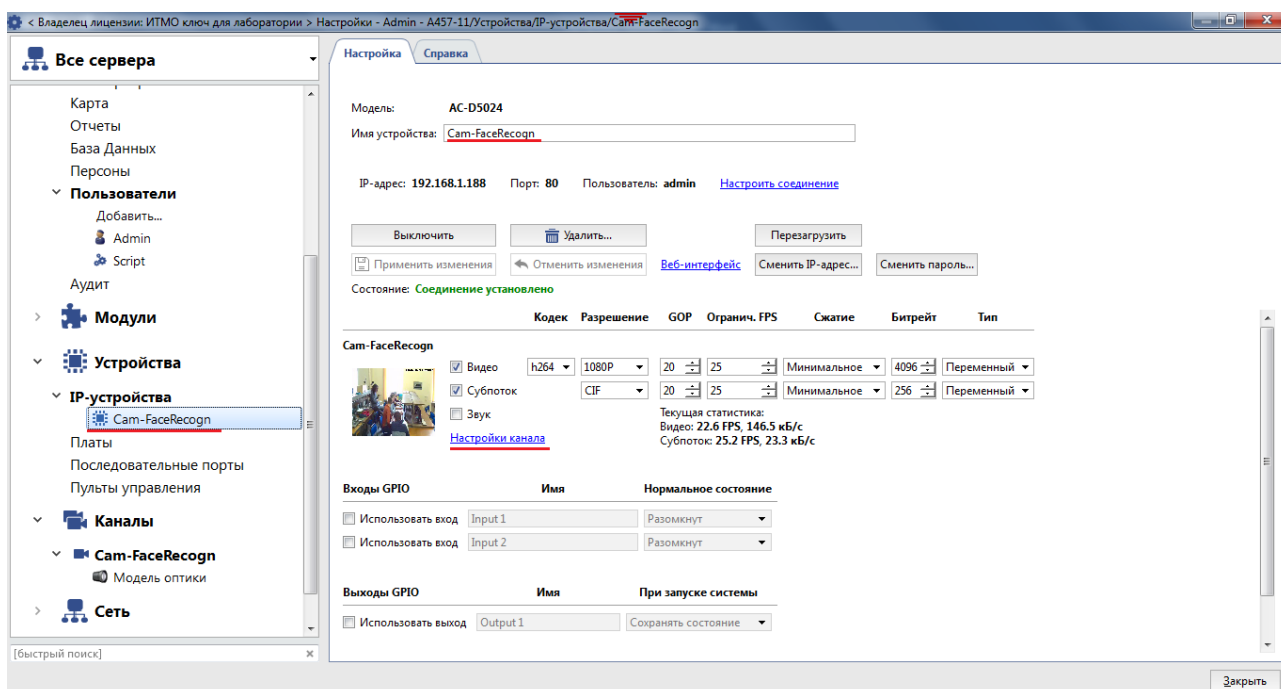 < Владелец лицензии: ИТМО ключ для лаборатории > Настройки - Admin - A457-11/Устройства/IP-устройства/Cam-FaceRecogn
Все сервера
Карта
Отчеты
База Данных
Персоны
Пользователи
Добавить...
Admin
Script
Аудит
Модули
Устройства
IP-устройства
Cam-FaceRecogn
Платы
Последовательные порты
Пульты управления
Каналы
Cam-FaceRecogn
Модель оптики
Сеть
[быстрый поиск]
Настройка Справка
Модель: AC-D5024
Имя устройства: Cam-FaceRecogn
IP-адрес: 192.168.1.188 Порт: 80 Пользователь: admin Настроить соединение
Выключить Удалить... Перезагрузить
Применить изменения Отменить изменения Веб-интерфейс Сменить IP-адрес... Сменить пароль...
Состояние: Соединение установлено
Кодек Разрешение GOP Огранич. FPS Сжатие Битрейт Тип
Cam-FaceRecogn
Видео h264 1080P 20 25 Минимальное 4096 Переменный
Субпоток CIF 20 25 Минимальное 256 Переменный
Звук
Текущая статистика:
Видео: 22.6 FPS, 146.5 кБ/с
Настройки канала
Субпоток: 25.2 FPS, 23.3 кБ/с
Входы GPIO Имя Нормальное состояние
Использовать вход Input 1 Разомкнут
Использовать вход Input 2 Разомкнут
Выходы GPIO Имя При запуске системы
Использовать выход Output 1 Сохранять состояние
Закрыть